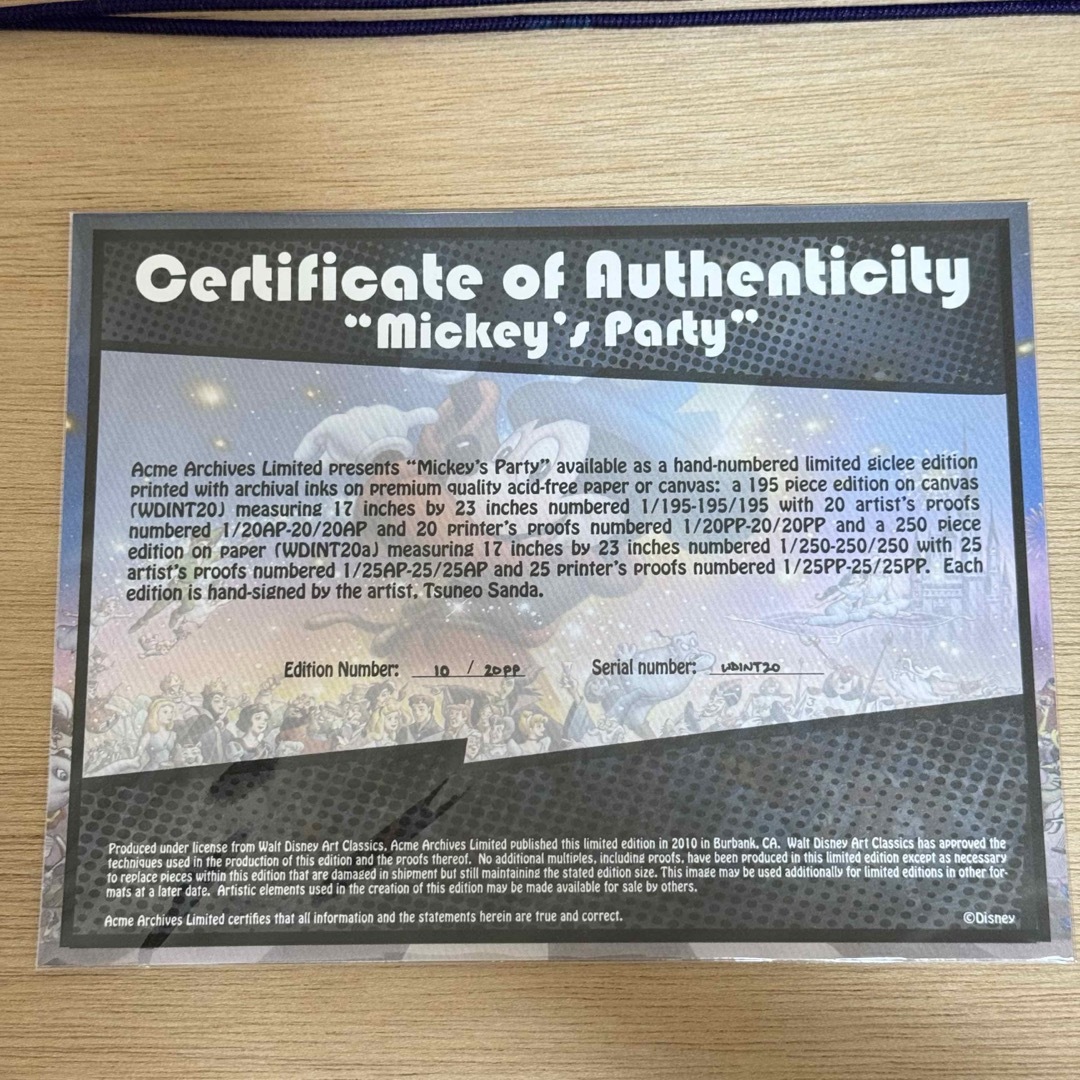 Certificate of Authenticity
“Mickey’s Party”
Acme Archives Limited presents “Mickey’s Party” available as a hand-numbered limited giclee edition
printed with archival inks on premium quality acid-free paper or canvas: a 195 piece edition on canvas
(WDINT20) measuring 17 inches by 23 inches numbered 1/195-195/195 with 20 artist’s proofs
numbered 1/20AP-20/20AP and 20 printer’s proofs numbered 1/20PP-20/20PP and a 250 piece
edition on paper (WDINT20a) measuring 17 inches by 23 inches numbered 1/250-250/250 with 25
artist’s proofs numbered 1/25AP-25/25AP and 25 printer’s proofs numbered 1/25PP-25/25PP. Each
edition is hand-signed by the artist, Tsuneo Sanda.
Edition Number: 10 / 20PP Serial number: WDINT20
Produced under license from Walt Disney Art Classics, Acme Archives Limited published this limited edition in 2010 in Burbank, CA. Walt Disney Art Classics has approved the
techniques used in the production of this edition and the proofs thereof. No additional multiples, including proofs, have been produced in this limited edition except as necessary
to replace pieces within this edition that are damaged in shipment but still maintaining the stated edition size. This image may be used additionally for limited editions in other for-
mats at a later date. Artistic elements used in the creation of this edition may be made available for sale by others.
Acme Archives Limited certifies that all information and the statements herein are true and correct. ©Disney